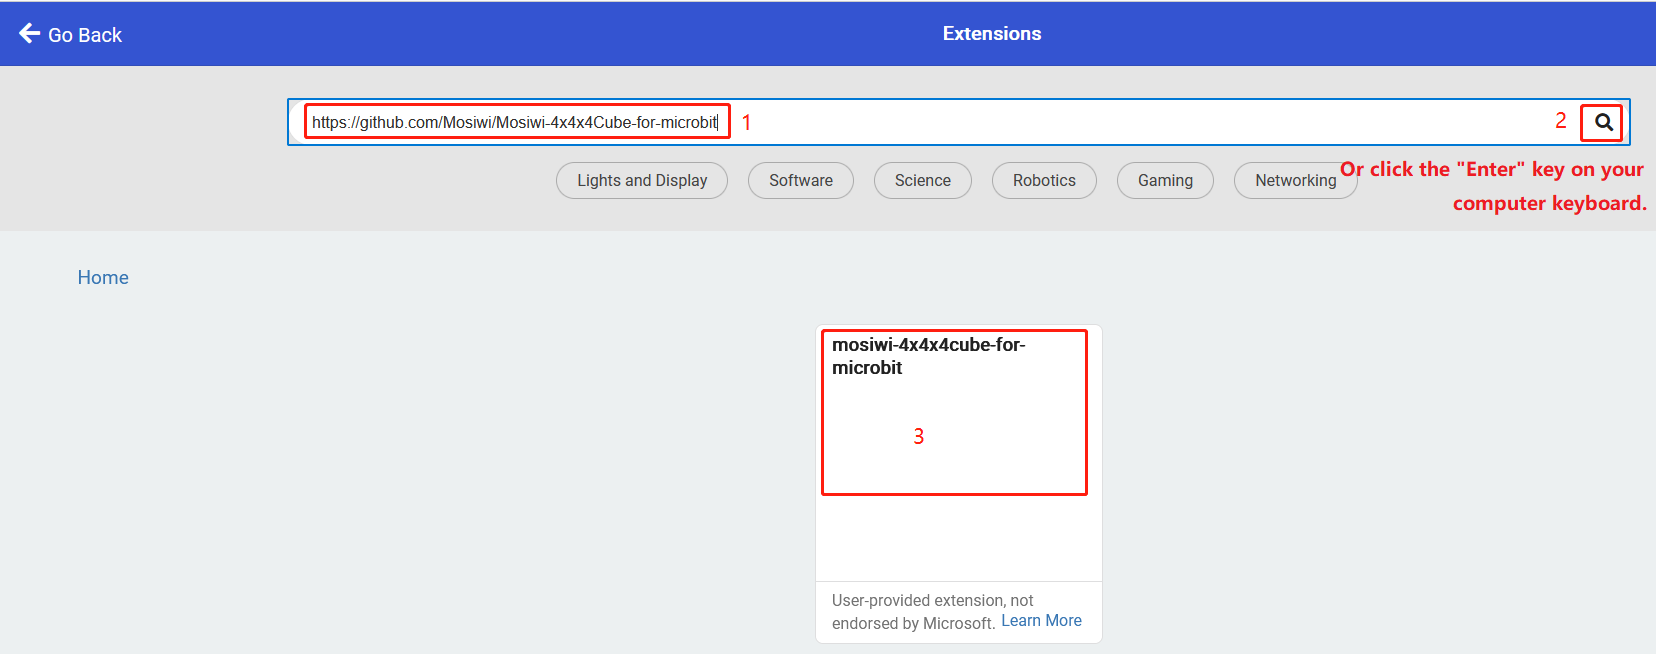 Go Back
Extensions
https://github.com/Mosiwi/Mosiwi-4x4x4Cube-for-microbit
1
2
Lights and Display
Software
Science
Robotics
Gaming
Networking
Or click the "Enter" key on your
computer keyboard.
Home
mosiwi-4x4x4cube-for-
microbit
3
User-provided extension, not
endorsed by Microsoft. Learn More